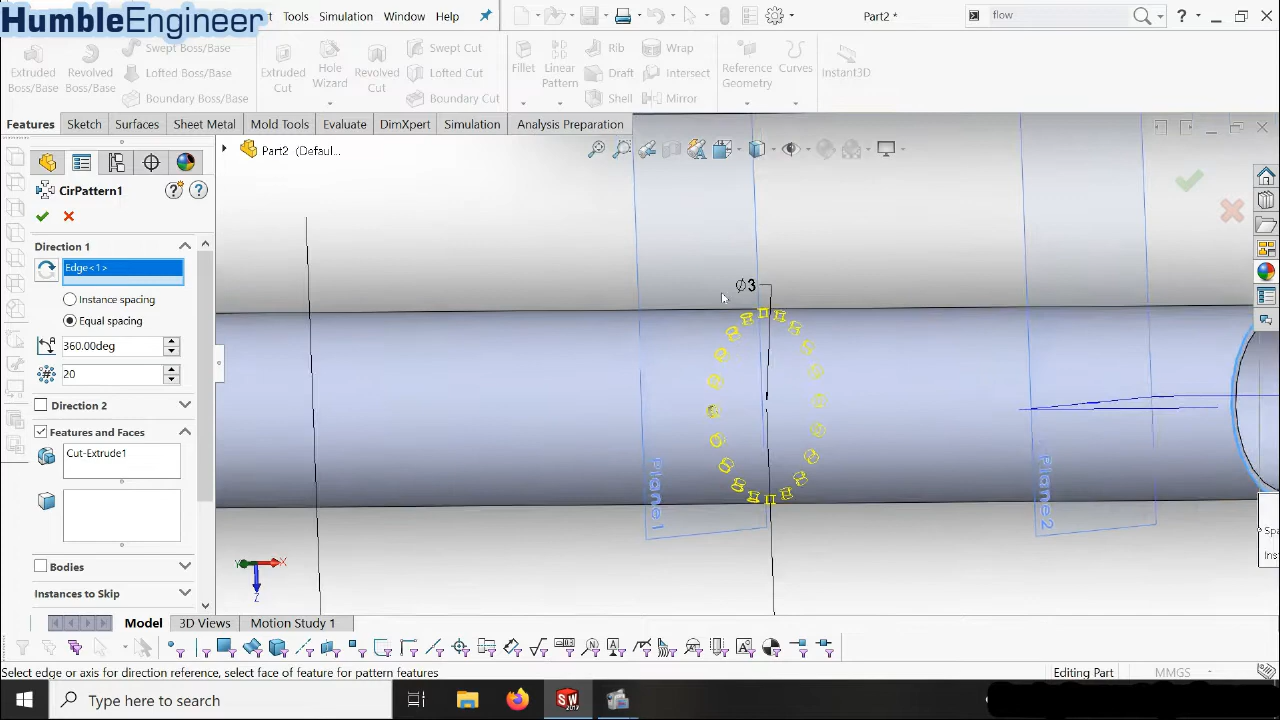 HumbleEngineer
Tools Simulation Window Help
Part2 *
flow
Extruded Boss/Base
Revolved Boss/Base
Swept Boss/Base
Lofted Boss/Base
Boundary Boss/Base
Extruded Cut
Hole Wizard
Revolved Cut
Swept Cut
Lofted Cut
Boundary Cut
Fillet
Linear Pattern
Rib
Draft
Shell
Wrap
Intersect
Mirror
Reference Geometry
Curves
Instant3D
Features Sketch Surfaces Sheet Metal Mold Tools Evaluate DimXpert Simulation Analysis Preparation
Part2 (Defaul...
CirPattern1
Direction 1
Edge<1>
Instance spacing
Equal spacing
360.00deg
20
Direction 2
Features and Faces
Cut-Extrude1
Bodies
Instances to Skip
∅3
Plane1
Plane2
Y X
Z
Spa
Ins
Model 3D Views Motion Study 1
Select edge or axis for direction reference, select face of feature for pattern features
Editing Part
MMGS
Type here to search
SW
2017